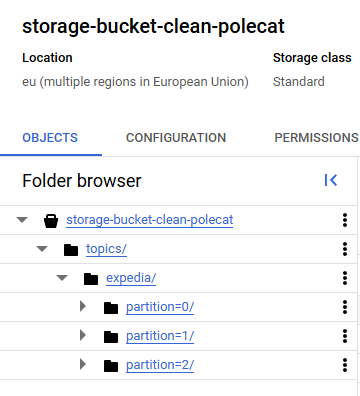 storage-bucket-clean-polecat
Location Storage class
eu (multiple regions in European Union) Standard
OBJECTS CONFIGURATION PERMISSIONS
Folder browser
storage-bucket-clean-polecat
topics/
expedia/
partition=0/
partition=1/
partition=2/